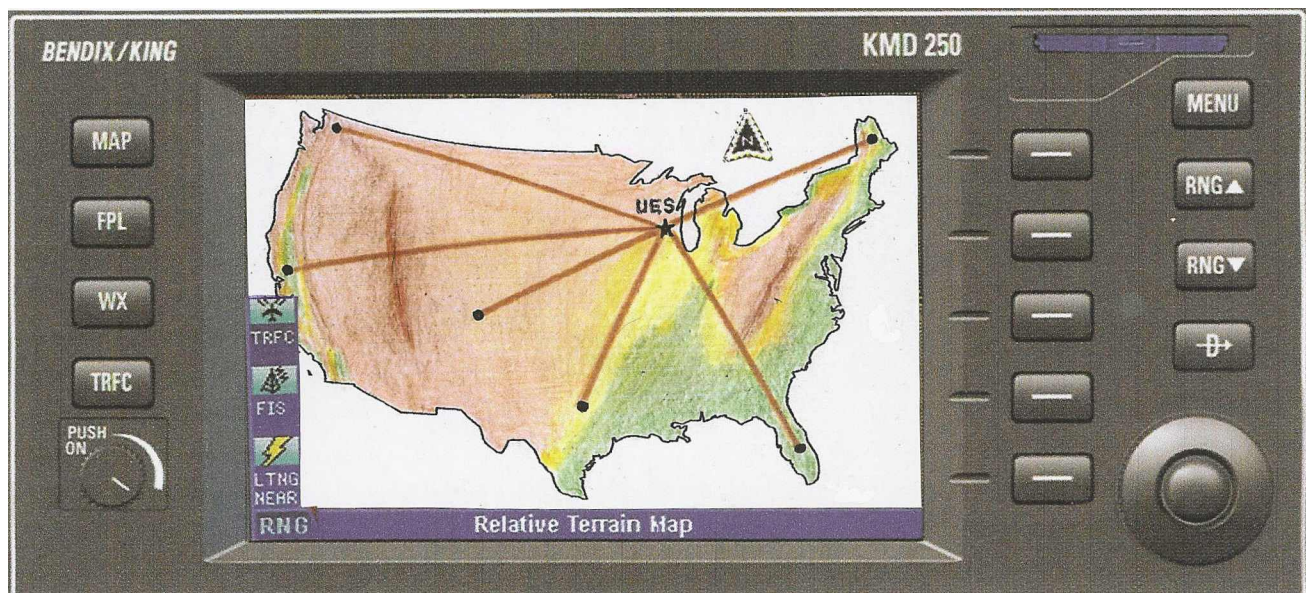 BENDIX/KING
KMD 250
MAP
FPL
WX
TRFC
PUSH
ON
N
UES
TRFC
FIS
LTNG
NEAR
RNG
Relative Terrain Map
MENU
RNG▲
RNG▼
D